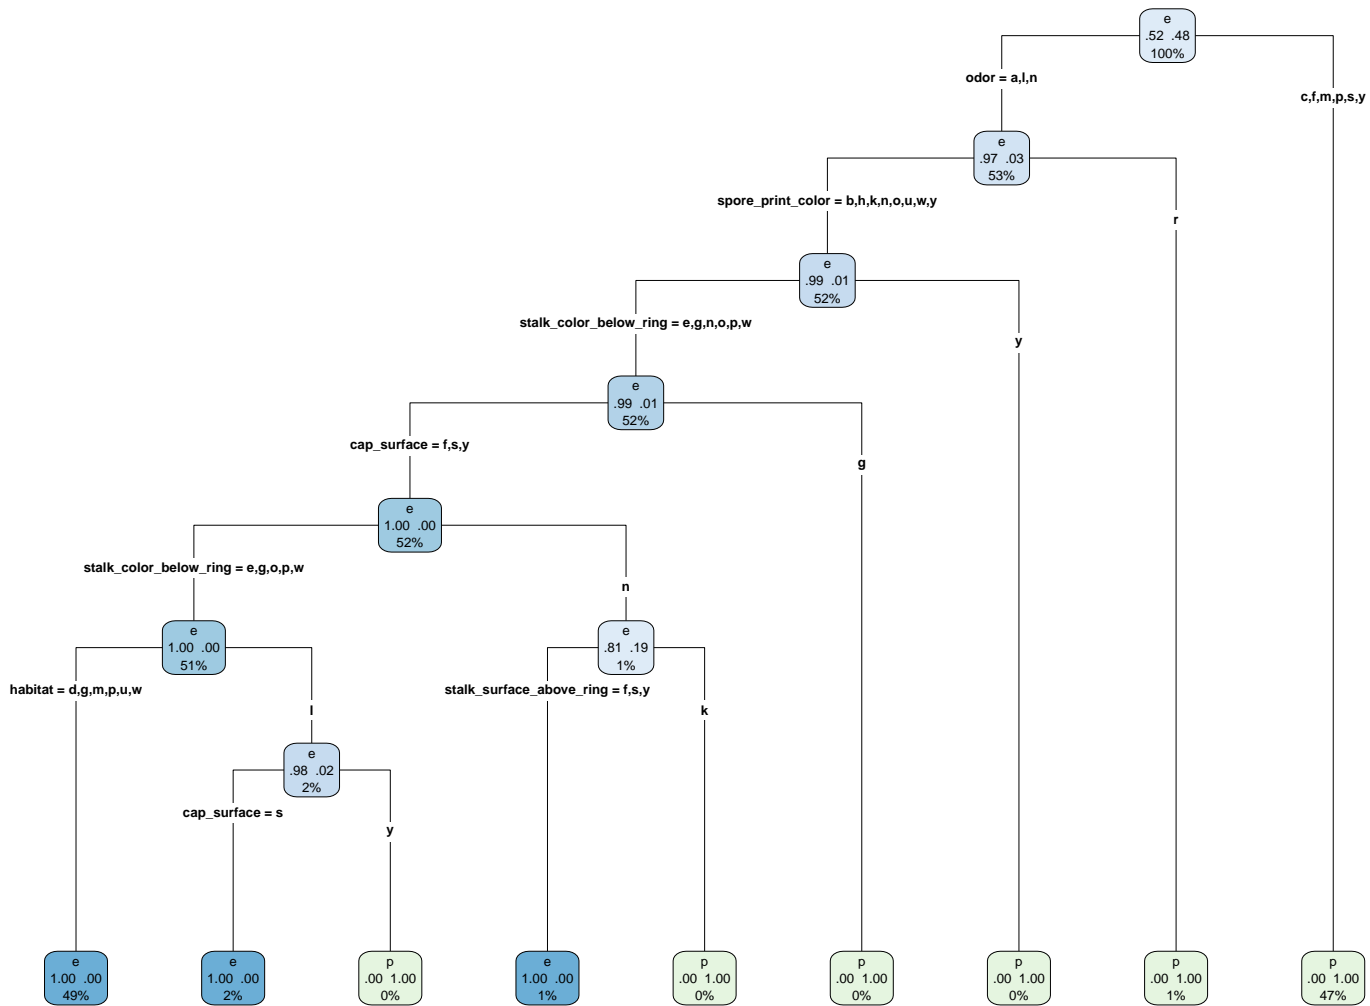 e
.52 .48
100%
odor = a,l,n
c,f,m,p,s,y
e
.97 .03
53%
spore_print_color = b,h,k,n,o,u,w,y
r
e
.99 .01
52%
stalk_color_below_ring = e,g,n,o,p,w
y
e
.99 .01
52%
cap_surface = f,s,y
g
e
1.00 .00
52%
stalk_color_below_ring = e,g,o,p,w
n
e
1.00 .00
51%
e
.81 .19
1%
habitat = d,g,m,p,u,w
l
stalk_surface_above_ring = f,s,y
k
e
.98 .02
2%
cap_surface = s
y
e
1.00 .00
49%
e
1.00 .00
2%
p
.00 1.00
0%
e
1.00 .00
1%
p
.00 1.00
0%
p
.00 1.00
0%
p
.00 1.00
0%
p
.00 1.00
1%
p
.00 1.00
47%